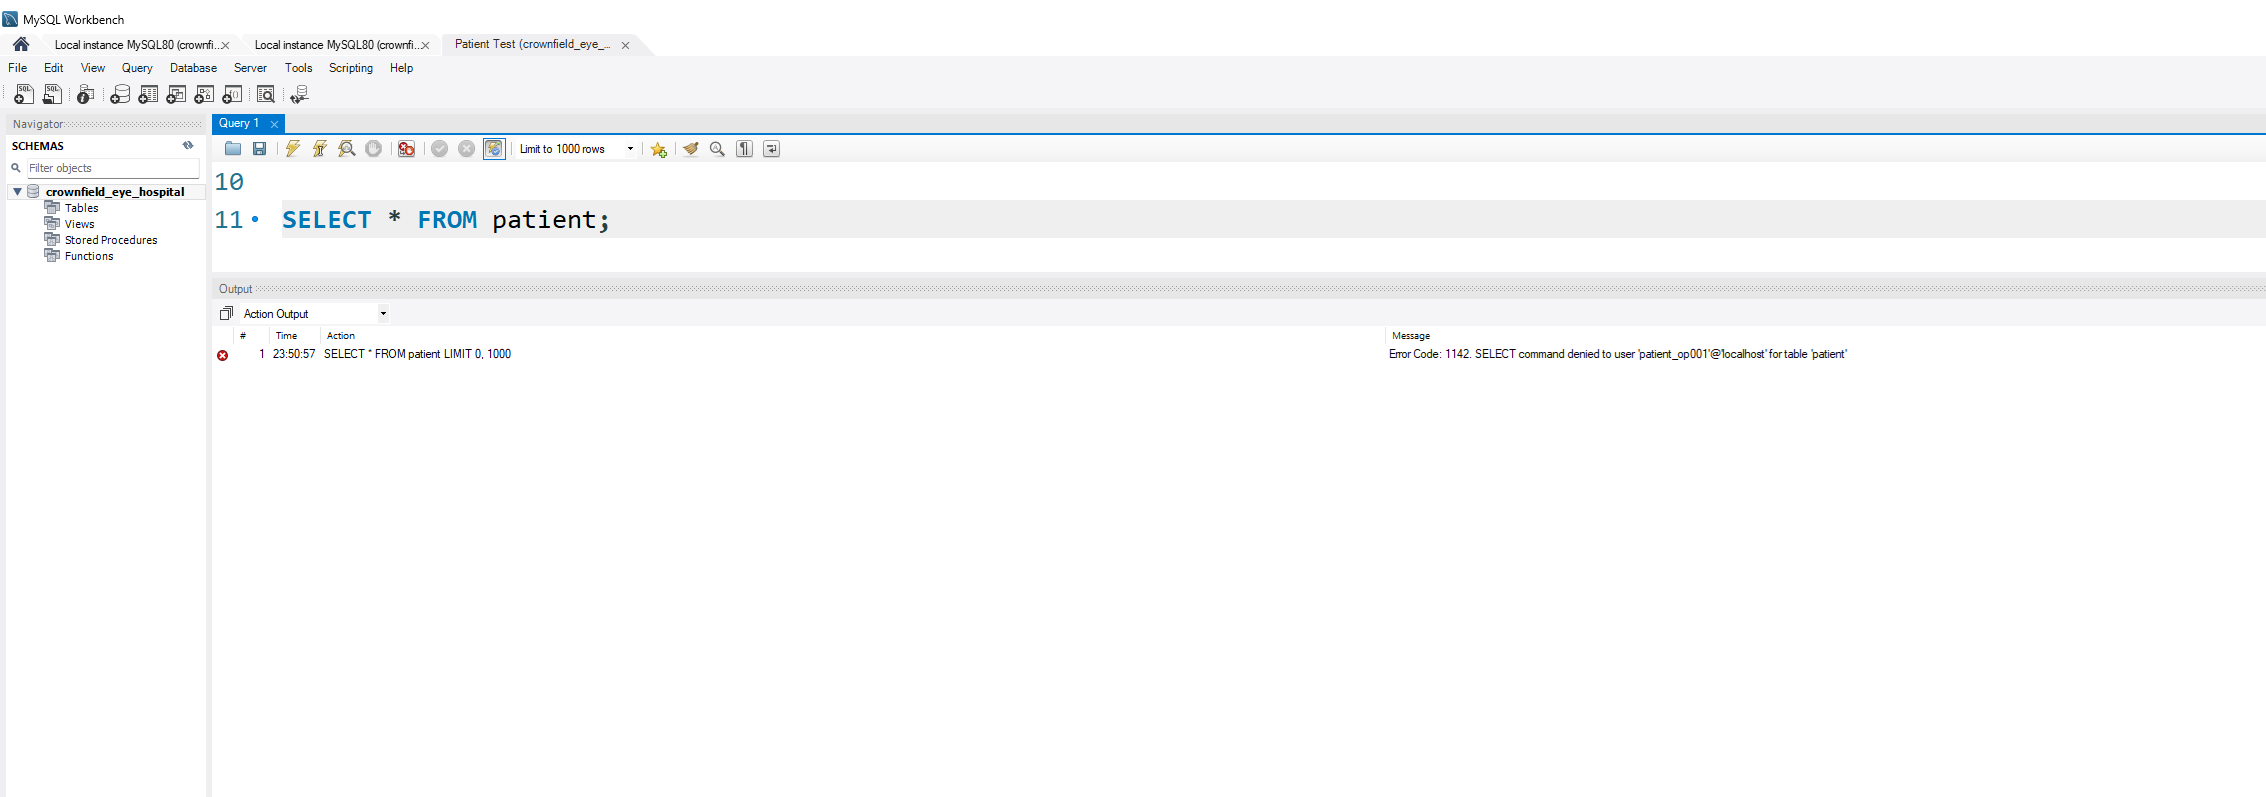 MySQL Workbench
Local instance MySQL80 (crownfi...
Local instance MySQL80 (crownfi...
Patient Test (crownfield_eye_...
File Edit View Query Database Server Tools Scripting Help
Navigator
Query 1
SCHEMAS
Limit to 1000 rows
Filter objects
crownfield_eye_hospital
Tables
Views
Stored Procedures
Functions
10
11 SELECT * FROM patient;
Output
Action Output
# Time Action Message
1 23:50:57 SELECT * FROM patient LIMIT 0, 1000 Error Code: 1142. SELECT command denied to user 'patient_op001'@'localhost' for table 'patient'